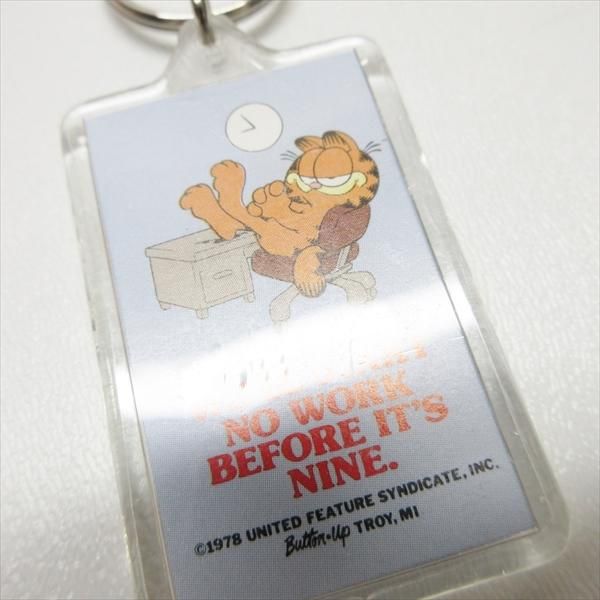 NO WORK
BEFORE IT'S
NINE.
©1978 UNITED FEATURE SYNDICATE, INC.
Button-Up TROY, MI